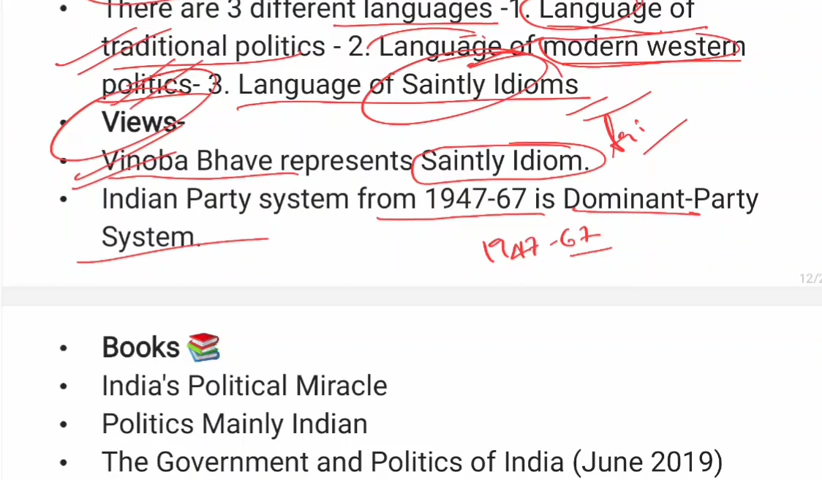 • There are 3 different languages -1. Language of
traditional politics - 2. Language of modern western
politics- 3. Language of Saintly Idioms
• Views-
• Vinoba Bhave represents Saintly Idiom.
• Indian Party system from 1947-67 is Dominant-Party
System.
1947-67
• Books 📚
• India's Political Miracle
• Politics Mainly Indian
• The Government and Politics of India (June 2019)